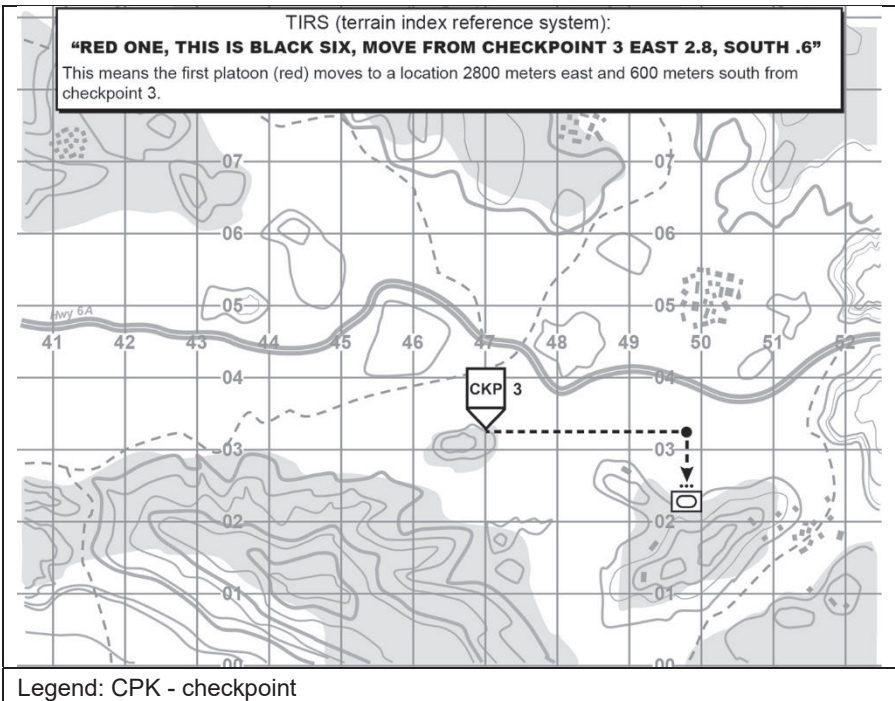 TIRS (terrain index reference system):
“RED ONE, THIS IS BLACK SIX, MOVE FROM CHECKPOINT 3 EAST 2.8, SOUTH .6”
This means the first platoon (red) moves to a location 2800 meters east and 600 meters south from
checkpoint 3.
07 07
06 06
05 05
Hwy 6A
41 42 43 44 45 46 47 48 49 50 51 52
04 04
CKP 3
03 03
02 02
01 01
00 00
Legend: CPK - checkpoint